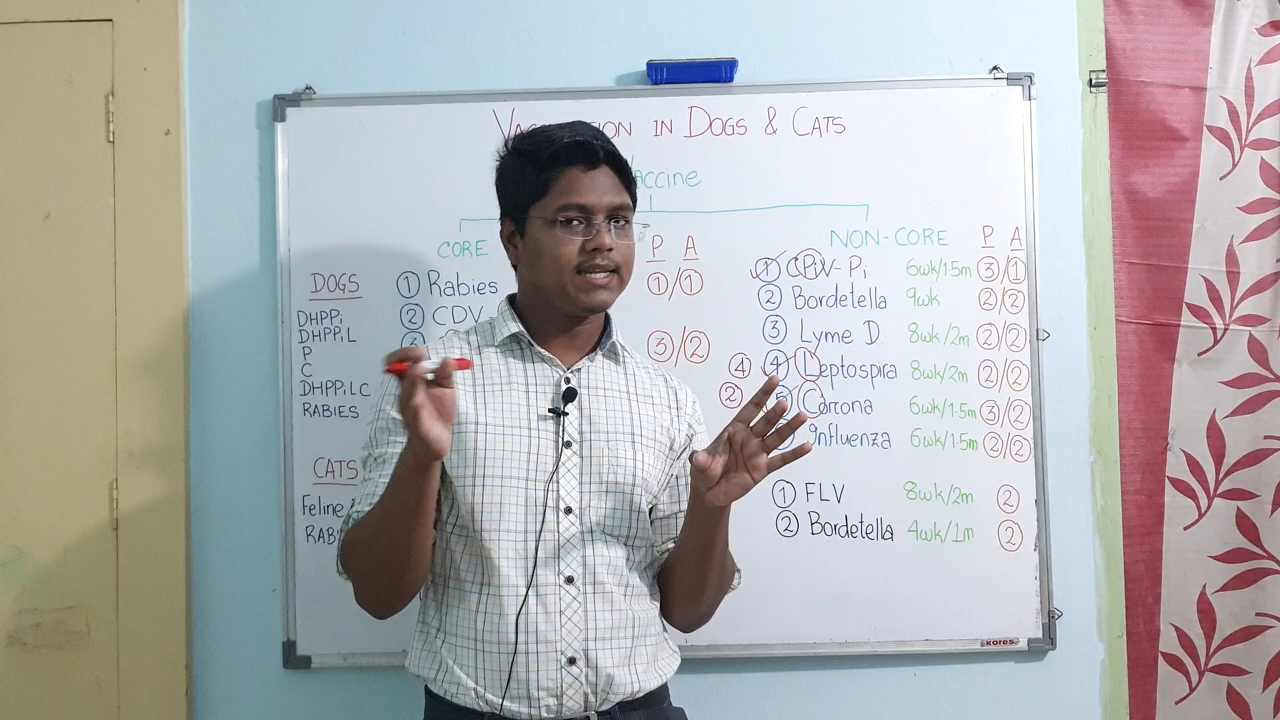 IN DOGS & CATS
CORE P A NON-CORE P A
DOGS ① Rabies ①/① ① CPiV-Pi 6wk/1.5m ③/①
DHPPi ② CDV ② Bordetella 9wk ②/②
DHPPiL ③/② ③ Lyme D. 8wk/2m ②/②
P ④ ④ Leptospira 8wk/2m ②/②
C ② Corona 6wk/1.5m ③/②
DHPPiLC Influenza 6wk/1.5m ②/②
RABIES
CATS ① FLV 8wk/2m ②
Feline ② Bordetella 4wk/1m ②
kores